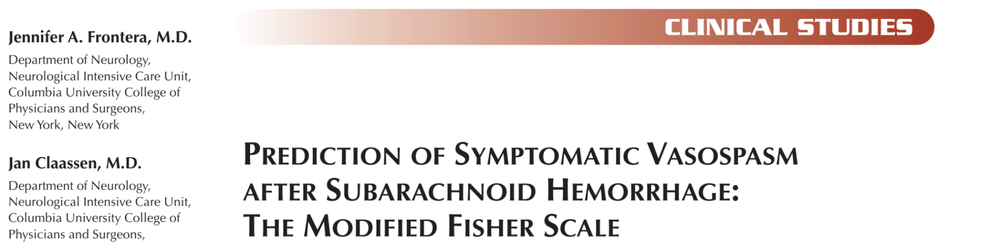 Jennifer A. Frontera, M.D.
Department of Neurology,
Neurological Intensive Care Unit,
Columbia University College of
Physicians and Surgeons,
New York, New York
Jan Claassen, M.D.
Department of Neurology,
Neurological Intensive Care Unit,
Columbia University College of
Physicians and Surgeons,
CLINICAL STUDIES
PREDICTION OF SYMPTOMATIC VASOSPASM
AFTER SUBARACHNOID HEMORRHAGE:
THE MODIFIED FISHER SCALE